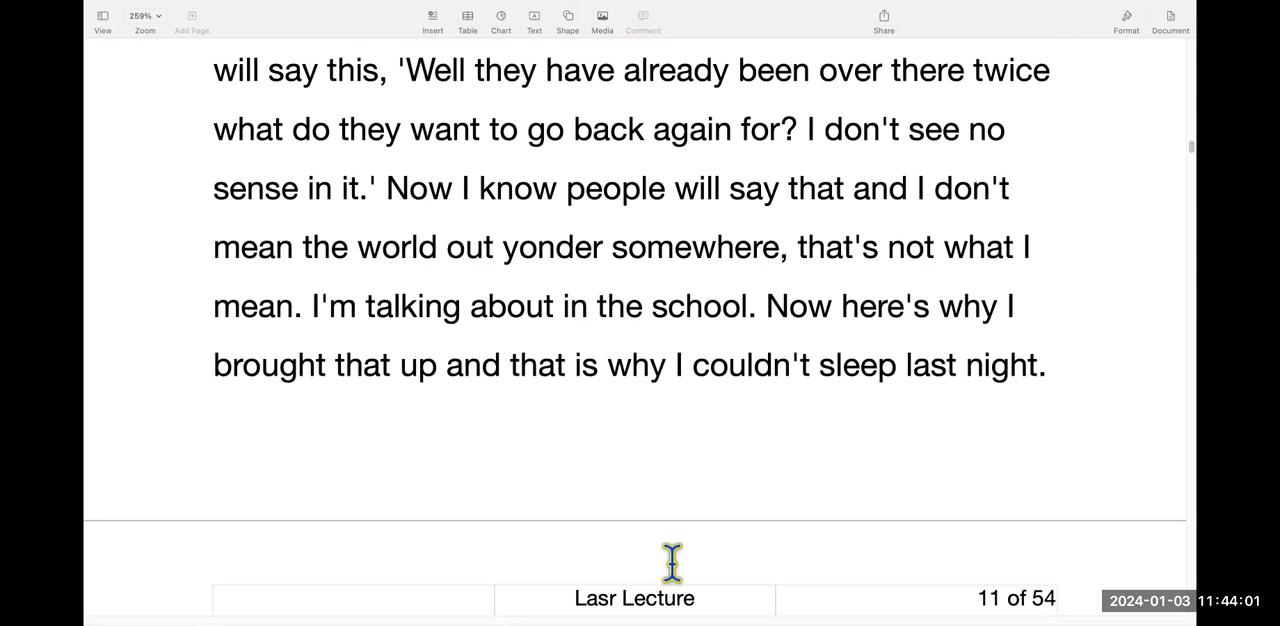 259%
View
Zoom
Add Page
Insert
Table
Chart
Text
Shape
Media
Comment
Share
Format
Document
will say this, 'Well they have already been over there twice
what do they want to go back again for? I don't see no
sense in it.' Now I know people will say that and I don't
mean the world out yonder somewhere, that's not what I
mean. I'm talking about in the school. Now here's why I
brought that up and that is why I couldn't sleep last night.
Lasr Lecture
11 of 54
2024-01-03 11:44:01